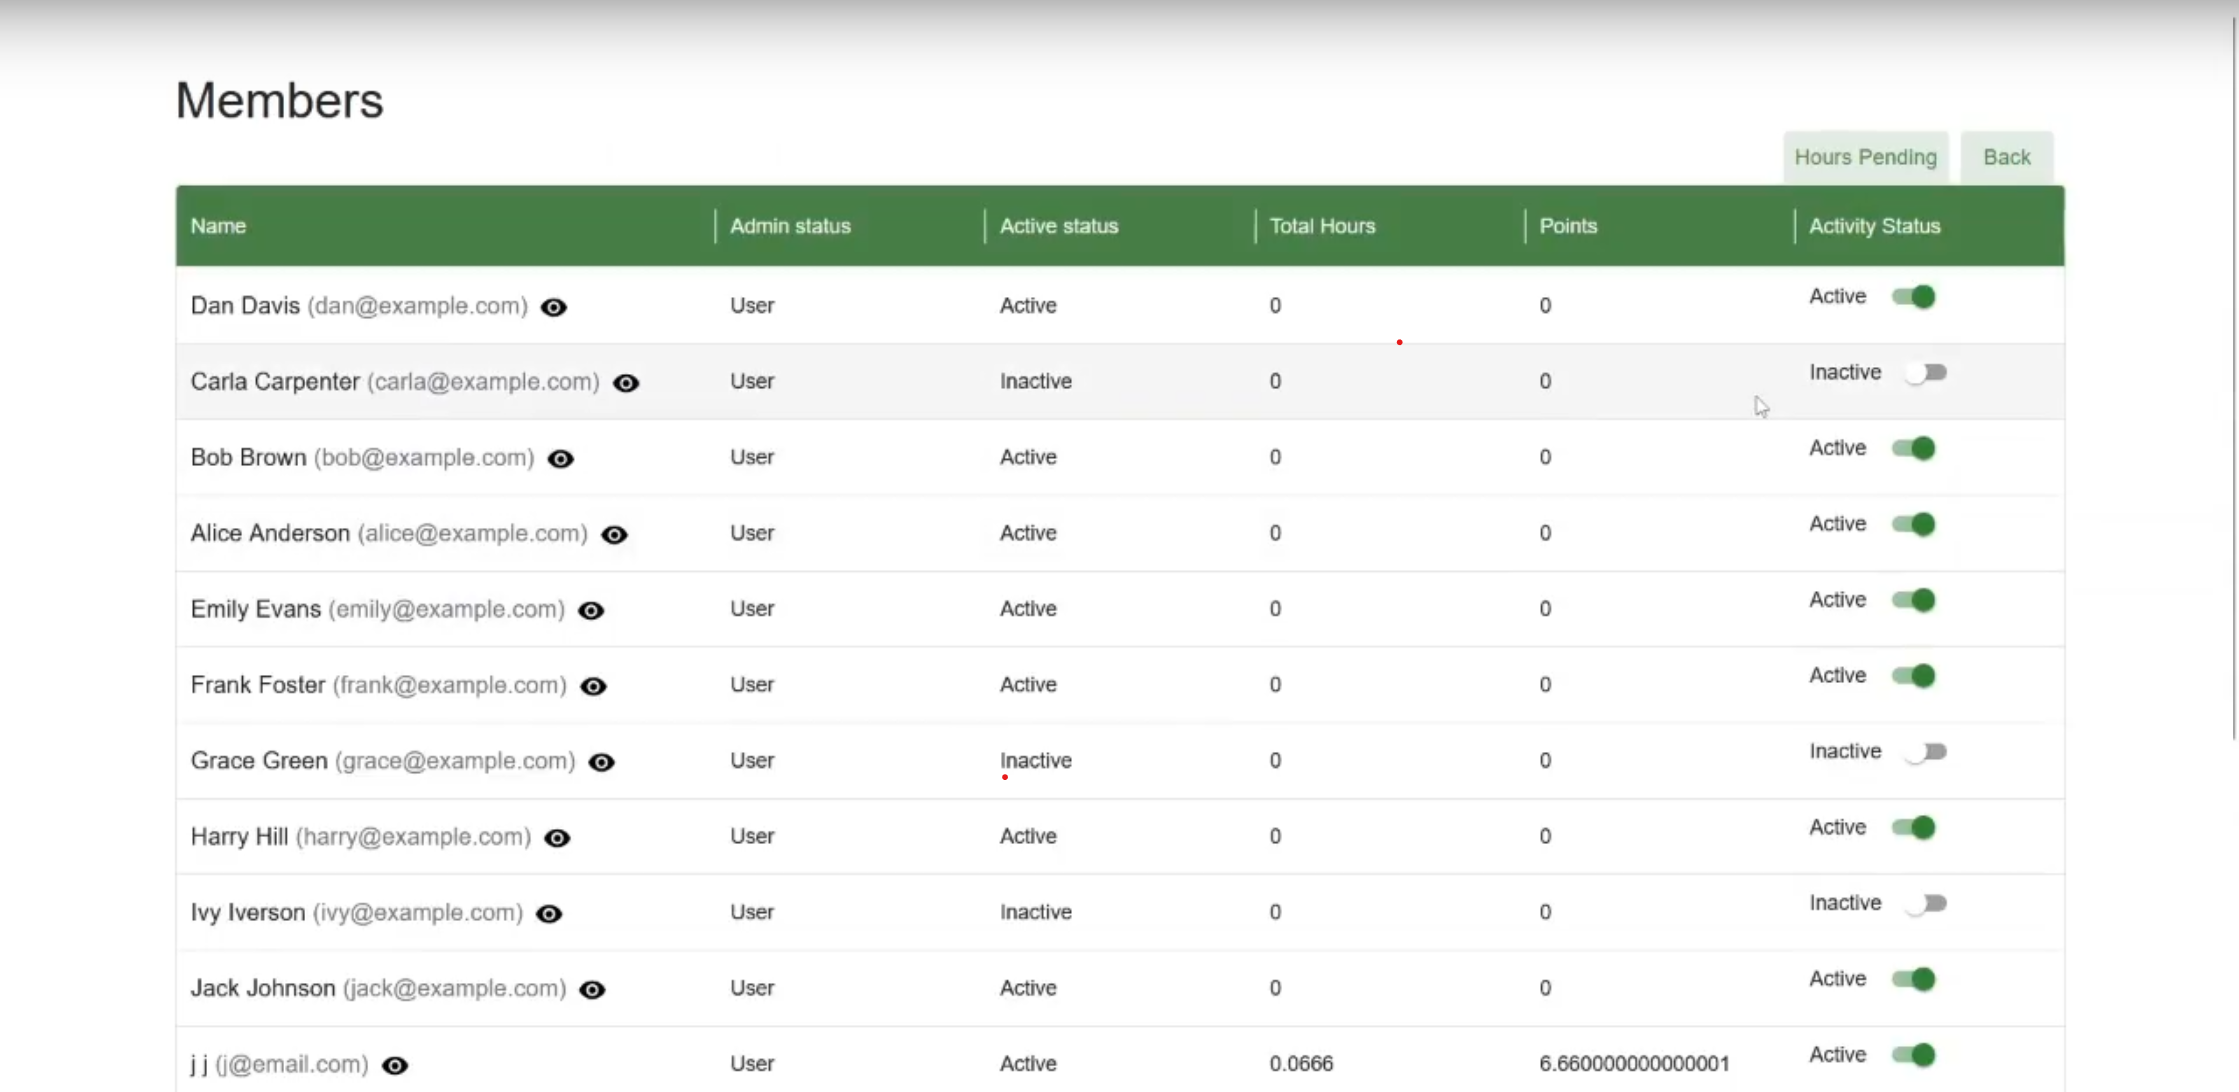 Members
Hours Pending Back
Name Admin status Active status Total Hours Points Activity Status
Dan Davis (dan@example.com) User Active 0 0 Active
Carla Carpenter (carla@example.com) User Inactive 0 0 Inactive
Bob Brown (bob@example.com) User Active 0 0 Active
Alice Anderson (alice@example.com) User Active 0 0 Active
Emily Evans (emily@example.com) User Active 0 0 Active
Frank Foster (frank@example.com) User Active 0 0 Active
Grace Green (grace@example.com) User Inactive 0 0 Inactive
Harry Hill (harry@example.com) User Active 0 0 Active
Ivy Iverson (ivy@example.com) User Inactive 0 0 Inactive
Jack Johnson (jack@example.com) User Active 0 0 Active
j j (j@email.com) User Active 0.0666 6.660000000000001 Active